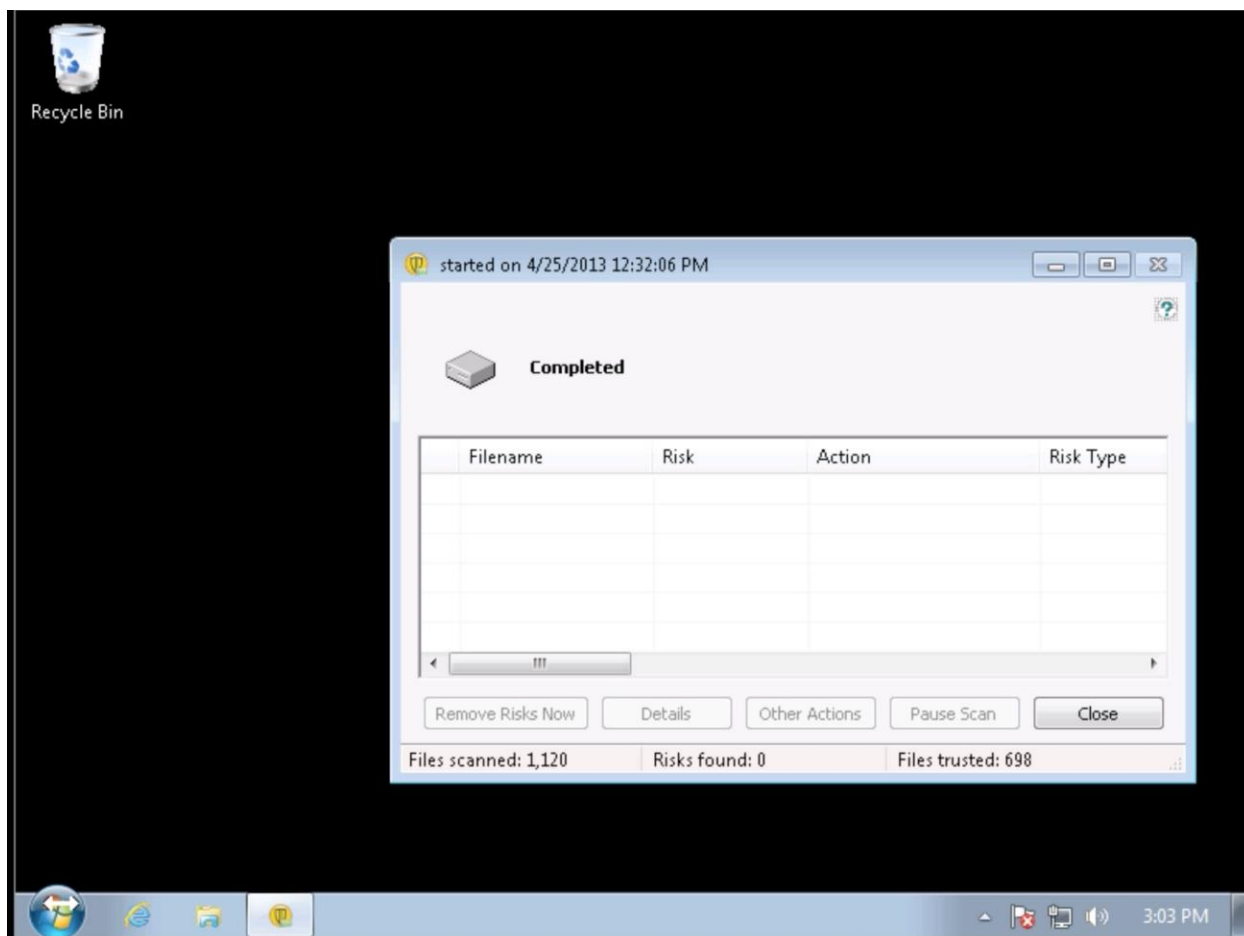 Recycle Bin
started on 4/25/2013 12:32:06 PM
Completed
Filename Risk Action Risk Type
Remove Risks Now Details Other Actions Pause Scan Close
Files scanned: 1,120 Risks found: 0 Files trusted: 698
3:03 PM